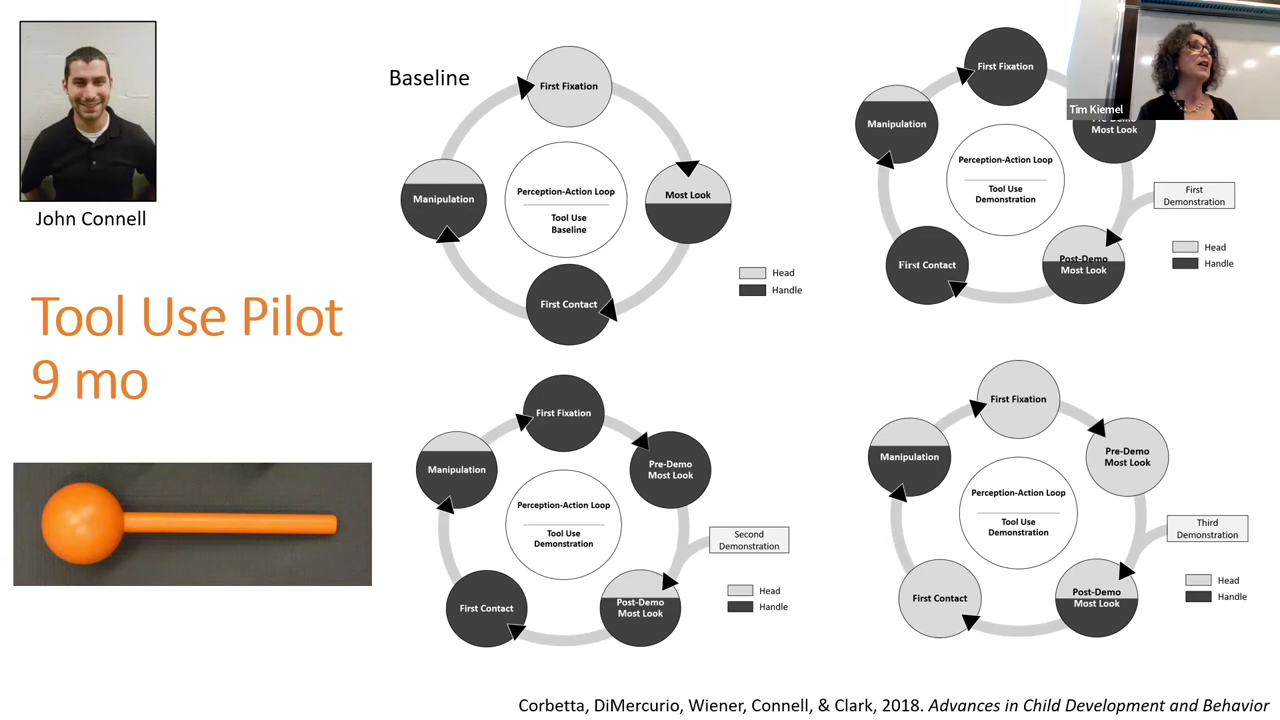 John Connell
Tool Use Pilot
9 mo
Baseline
First Fixation
Most Look
First Contact
Manipulation
Perception-Action Loop
Tool Use
Baseline
Head
Handle
First Fixation
Tim Kiemel
Most Look
First
Demonstration
Post-Demo
Most Look
First Contact
Manipulation
Perception-Action Loop
Tool Use
Demonstration
Head
Handle
First Fixation
Pre-Demo
Most Look
Second
Demonstration
Post-Demo
Most Look
First Contact
Manipulation
Perception-Action Loop
Tool Use
Demonstration
Head
Handle
First Fixation
Pre-Demo
Most Look
Third
Demonstration
Post-Demo
Most Look
First Contact
Manipulation
Perception-Action Loop
Tool Use
Demonstration
Head
Handle
Corbetta, DiMercurio, Wiener, Connell, & Clark, 2018. Advances in Child Development and Behavior